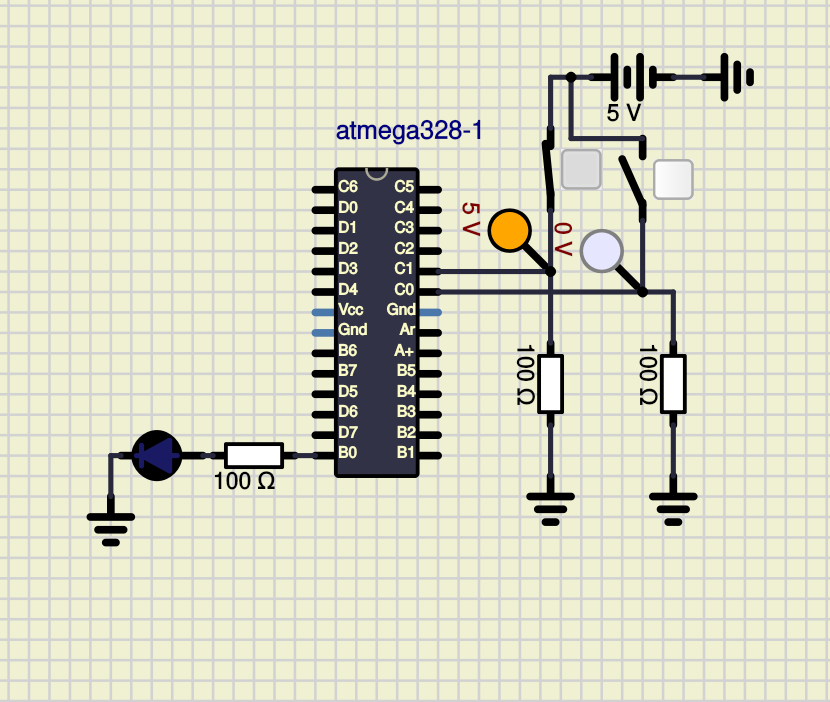 5 V
atmega328-1
C6 C5
D0 C4
D1 C3
D2 C2
D3 C1
D4 C0
Vcc Gnd
Gnd Ar
B6 A+
B7 B5
D5 B4
D6 B3
D7 B2
B0 B1
5 V
0 V
100 Ω
100 Ω
100 Ω